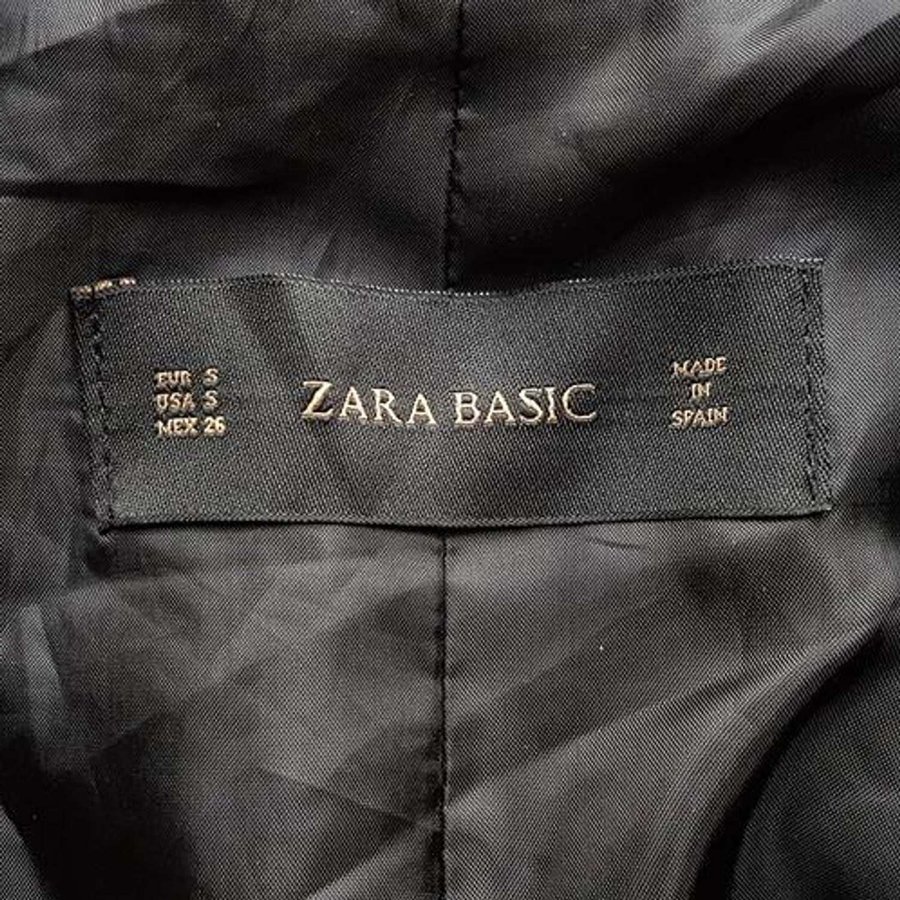 EUR S
USA S
MEX 26
ZARA BASIC
MADE
IN
SPAIN